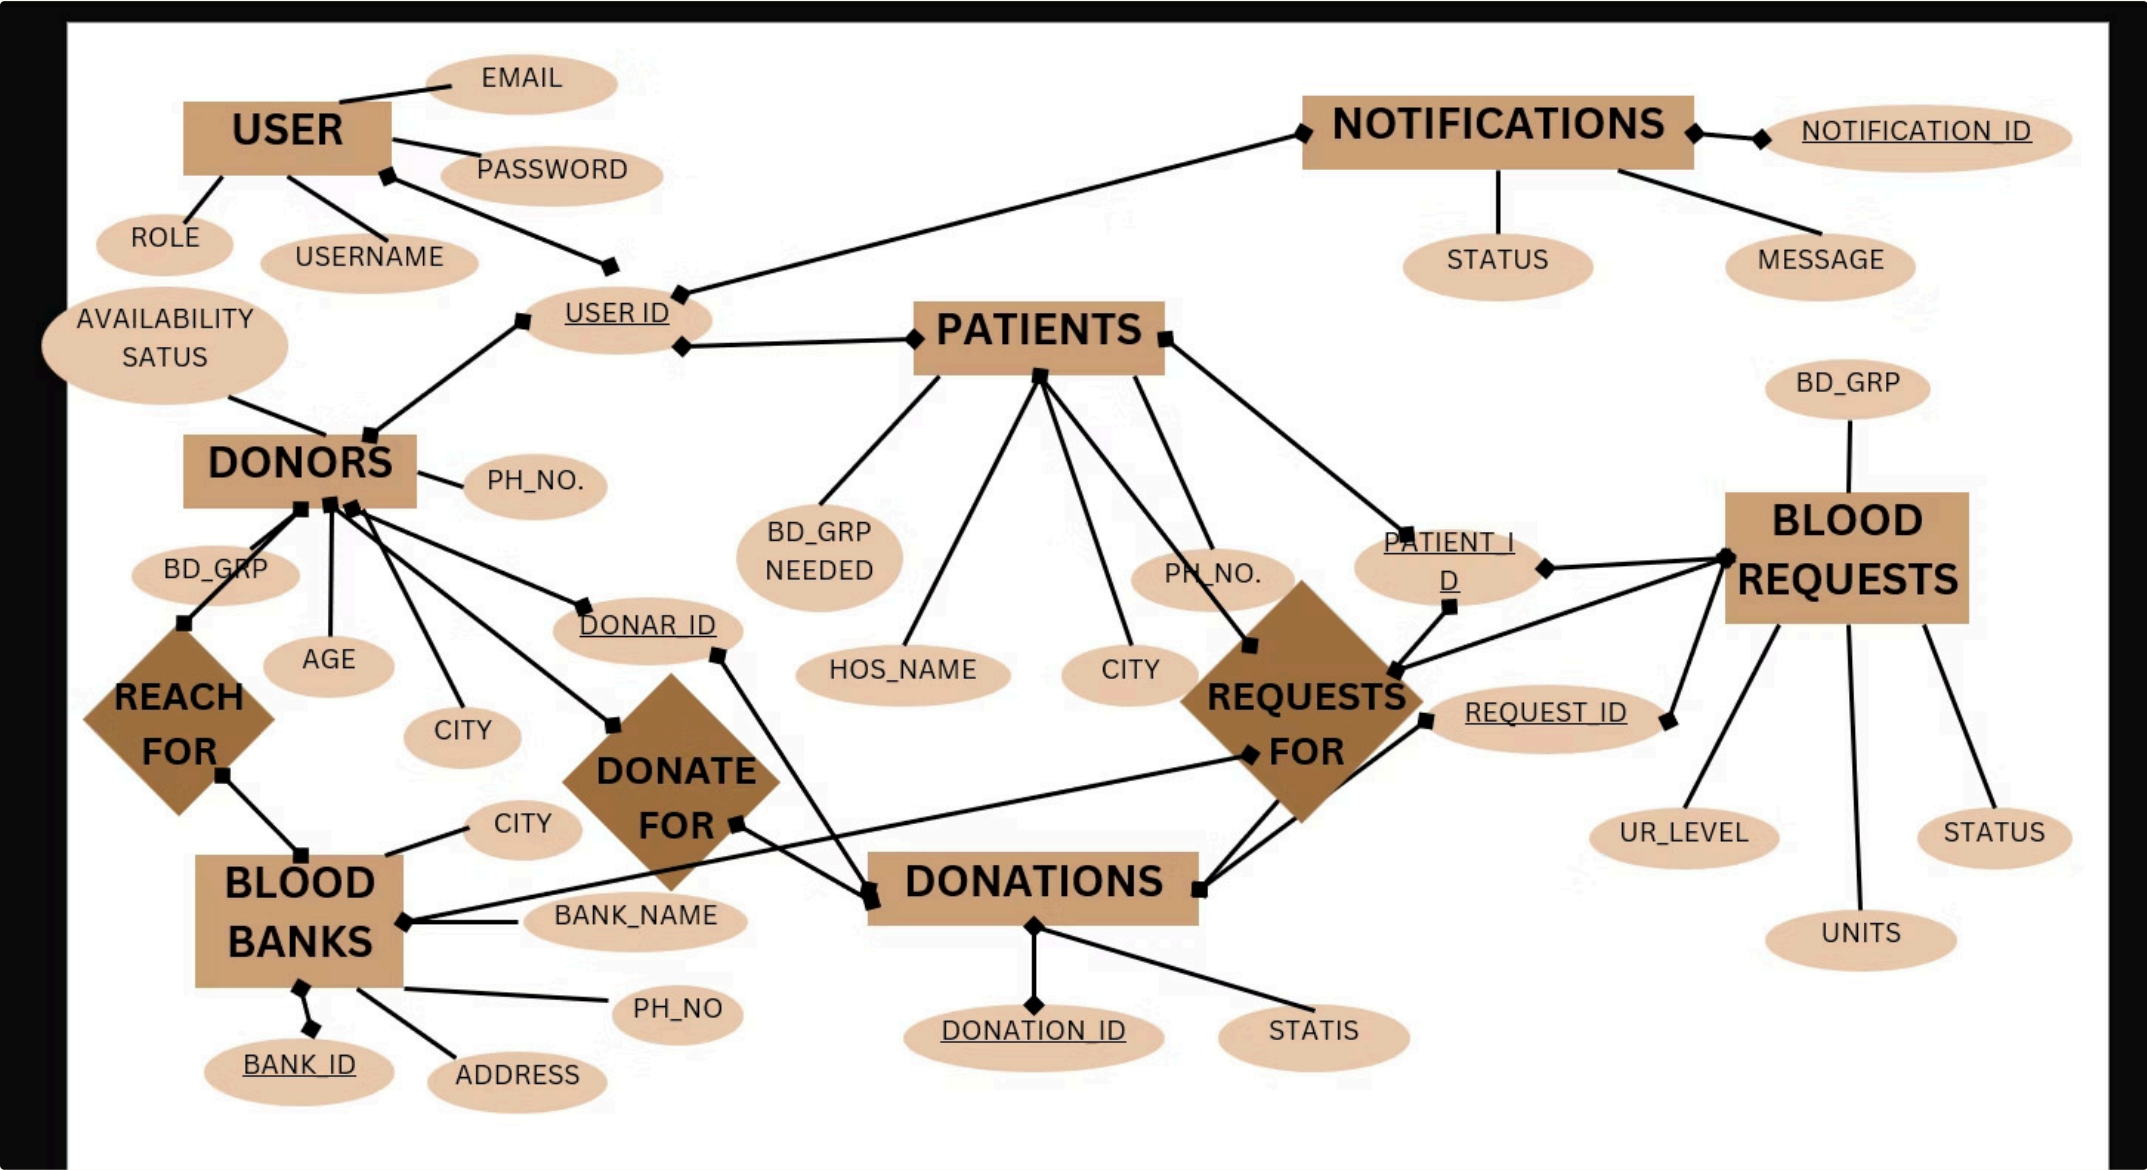 EMAIL
USER
NOTIFICATIONS
NOTIFICATION_ID
PASSWORD
ROLE
USERNAME
STATUS
MESSAGE
AVAILABILITY
SATUS
USER ID
PATIENTS
BD_GRP
DONORS
PH_NO.
BD_GRP
NEEDED
PATIENT_I
D
BLOOD
REQUESTS
BD_GRP
PH_NO.
DONAR_ID
AGE
HOS_NAME
CITY
REACH
FOR
CITY
REQUESTS
FOR
REQUEST_ID
DONATE
FOR
CITY
UR_LEVEL
STATUS
BLOOD
BANKS
BANK_NAME
DONATIONS
UNITS
PH_NO
DONATION_ID
STATIS
BANK_ID
ADDRESS